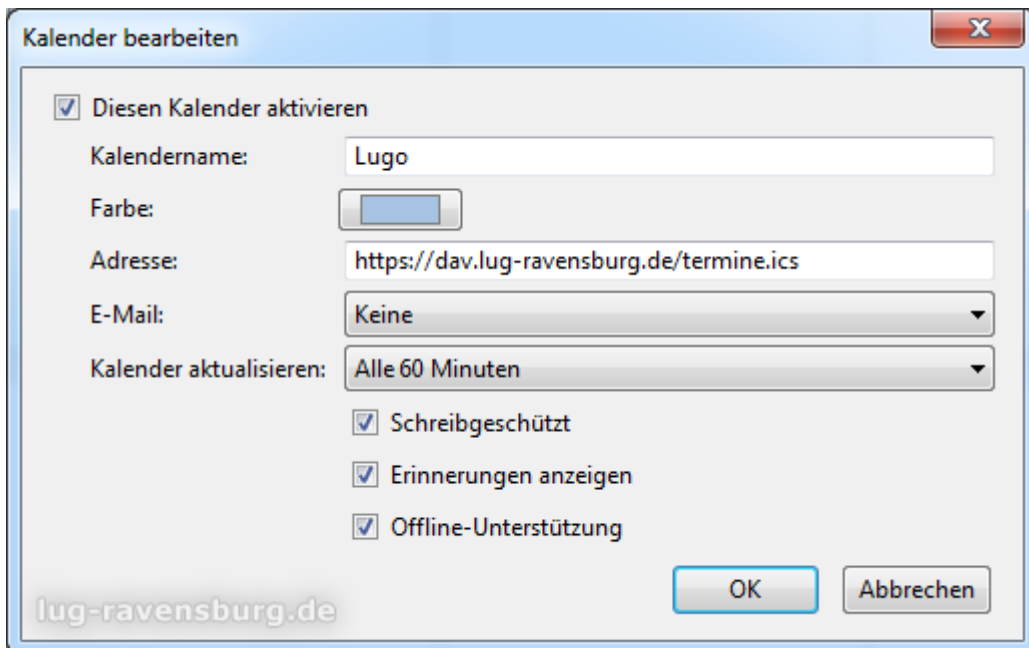 Kalender bearbeiten
Diesen Kalender aktivieren
Kalendername: Lugo
Farbe:
Adresse: https://dav.lug-ravensburg.de/termine.ics
E-Mail: Keine
Kalender aktualisieren: Alle 60 Minuten
Schreibgeschützt
Erinnerungen anzeigen
Offline-Unterstützung
OK Abbrechen
lug-ravensburg.de